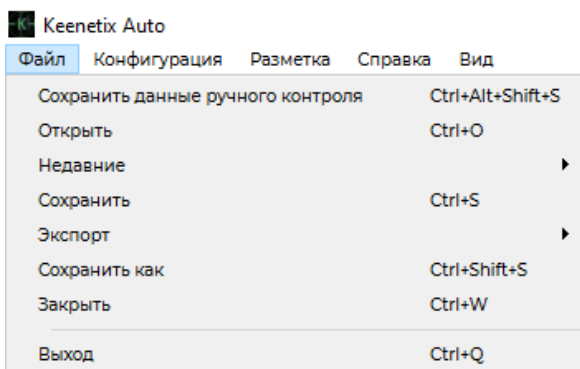 -K- Keenetix Auto
Файл Конфигурация Разметка Справка Вид
Сохранить данные ручного контроля Ctrl+Alt+Shift+S
Открыть Ctrl+O
Недавние
Сохранить Ctrl+S
Экспорт
Сохранить как Ctrl+Shift+S
Закрыть Ctrl+W
Выход Ctrl+Q